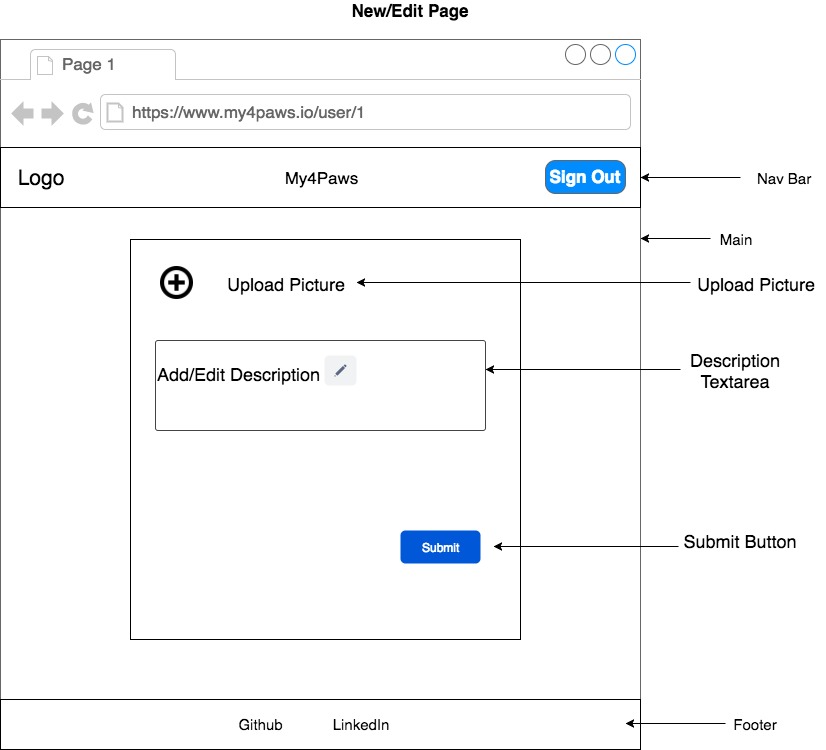 New/Edit Page
Page 1
https://www.my4paws.io/user/1
Logo
My4Paws
Sign Out
Nav Bar
Main
Upload Picture
Upload Picture
Description
Textarea
Add/Edit Description
Submit
Submit Button
Github
LinkedIn
Footer